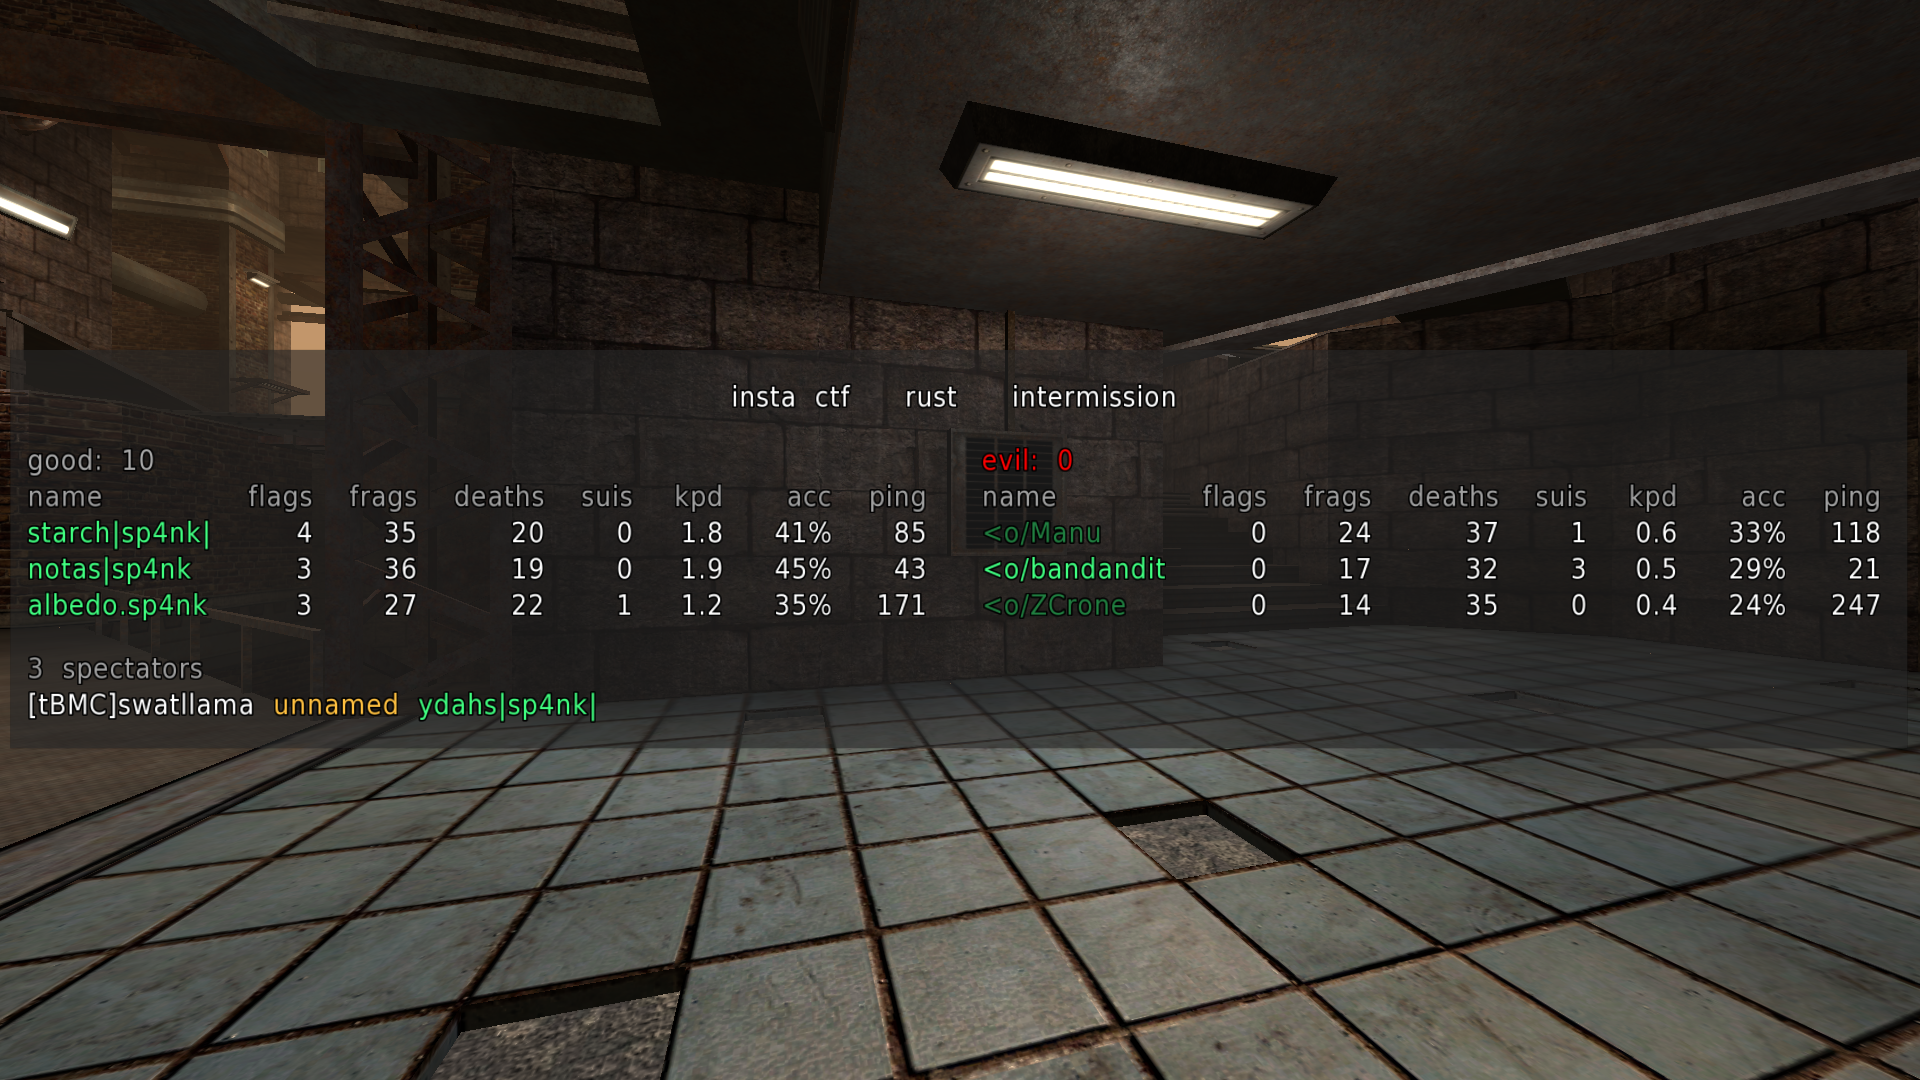 insta ctf rust intermission
good: 10
name flags frags deaths suis kpd acc ping
starch|sp4nk| 4 35 20 0 1.8 41% 85
notas|sp4nk 3 36 19 0 1.9 45% 43
albedo.sp4nk 3 27 22 1 1.2 35% 171
evil: 0
name flags frags deaths suis kpd acc ping
<o/Manu 0 24 37 1 0.6 33% 118
<o/bandandit 0 17 32 3 0.5 29% 21
<o/ZCrone 0 14 35 0 0.4 24% 247
3 spectators
[tBMC]swatllama unnamed ydahs|sp4nk|